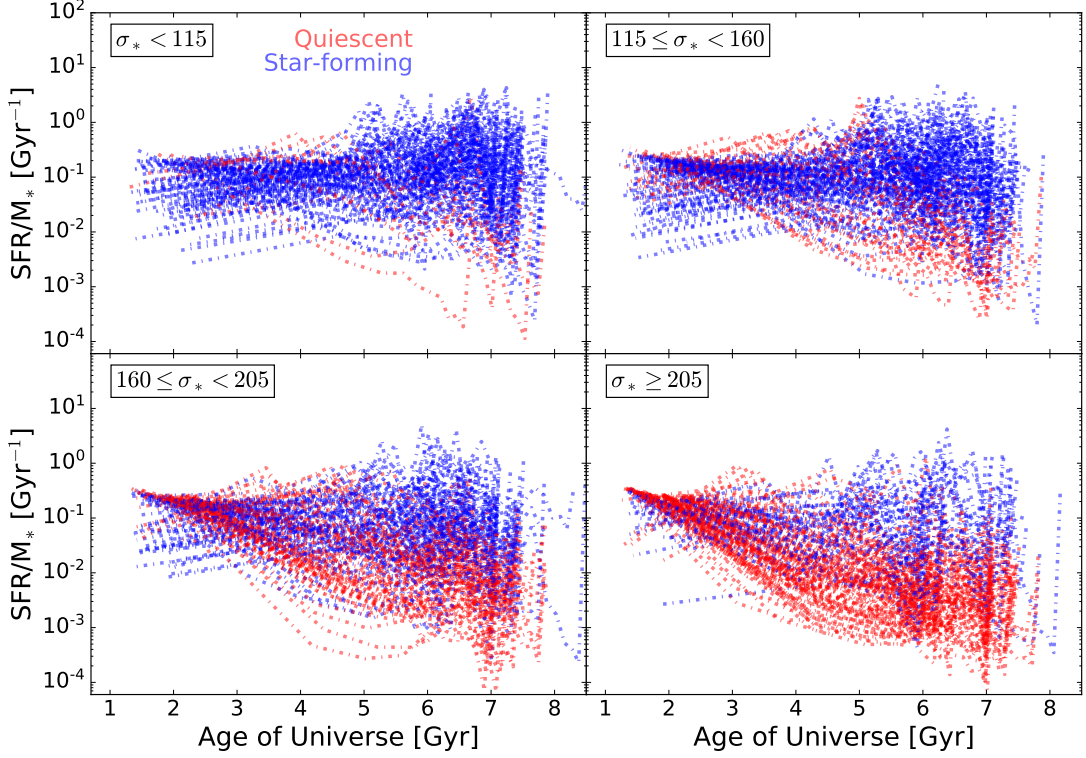 σ* < 115
Quiescent
Star-forming
115 ≤ σ* < 160
10^2
10^1
10^0
10^-1
10^-2
10^-3
10^-4
SFR/M* [Gyr^-1]
160 ≤ σ* < 205
σ* ≥ 205
10^1
10^0
10^-1
10^-2
10^-3
10^-4
SFR/M* [Gyr^-1]
1 2 3 4 5 6 7 8
1 2 3 4 5 6 7 8
Age of Universe [Gyr]
Age of Universe [Gyr]